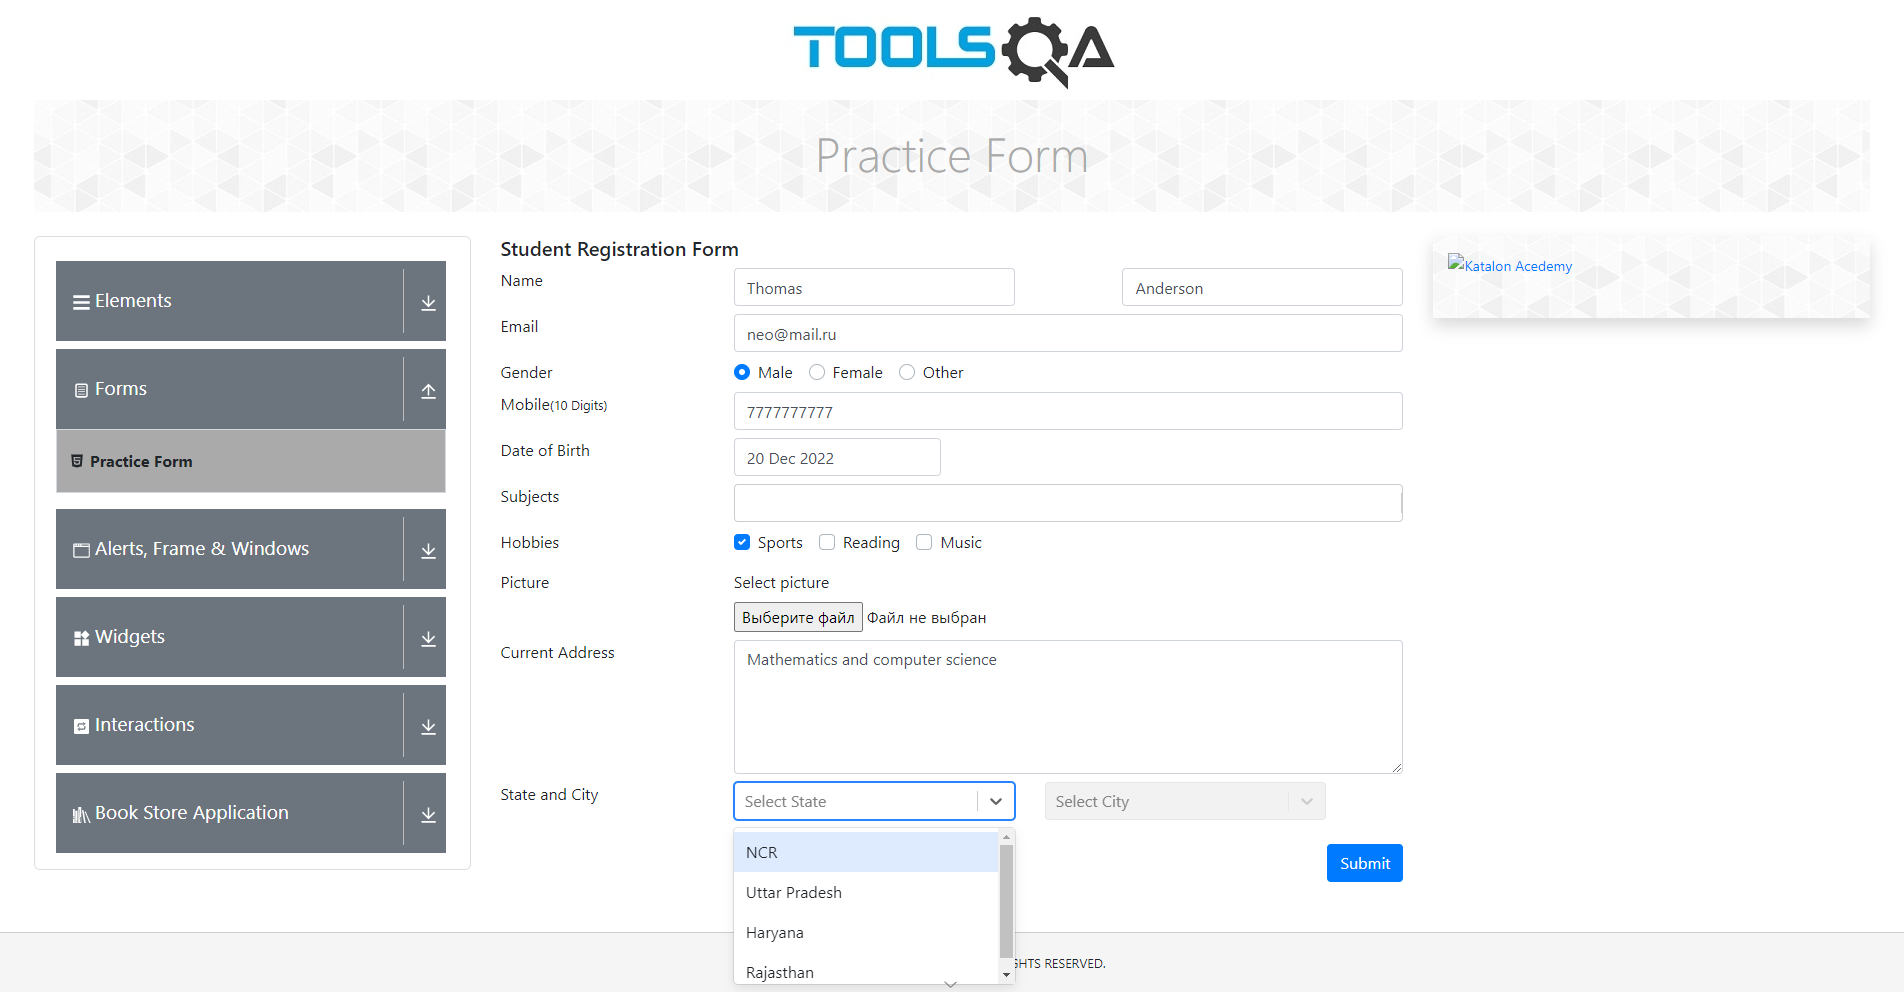 TOOLSQA
Practice Form
Elements
Forms
Practice Form
Alerts, Frame & Windows
Widgets
Interactions
Book Store Application
Student Registration Form
Name
Thomas
Anderson
Email
neo@mail.ru
Gender
Male
Female
Other
Mobile(10 Digits)
7777777777
Date of Birth
20 Dec 2022
Subjects
Hobbies
Sports
Reading
Music
Picture
Select picture
Выберите файл Файл не выбран
Current Address
Mathematics and computer science
State and City
Select State
Select City
NCR
Uttar Pradesh
Haryana
Rajasthan
Submit
Katalon Acedemy
GHTS RESERVED.